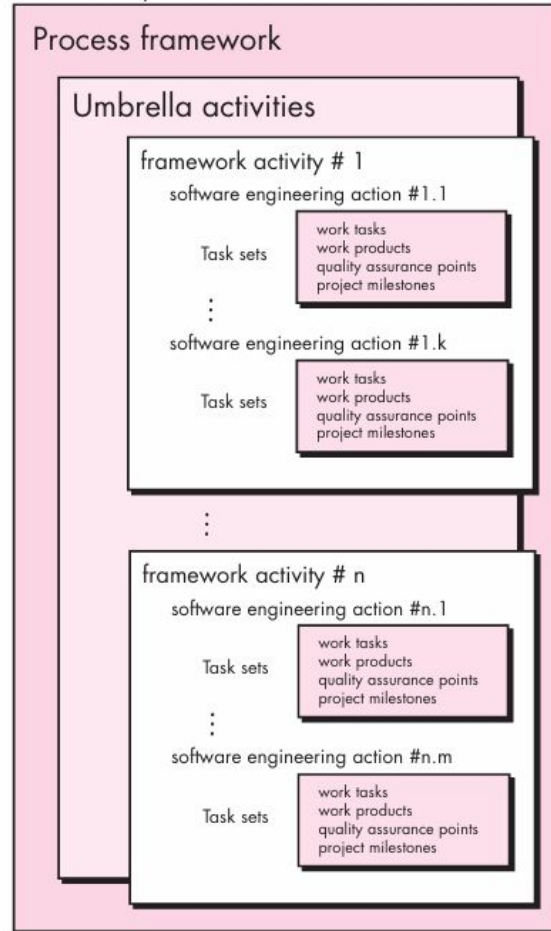 Process framework
Umbrella activities
framework activity # 1
software engineering action #1.1
Task sets
work tasks
work products
quality assurance points
project milestones
software engineering action #1.k
Task sets
work tasks
work products
quality assurance points
project milestones
framework activity # n
software engineering action #n.1
Task sets
work tasks
work products
quality assurance points
project milestones
software engineering action #n.m
Task sets
work tasks
work products
quality assurance points
project milestones